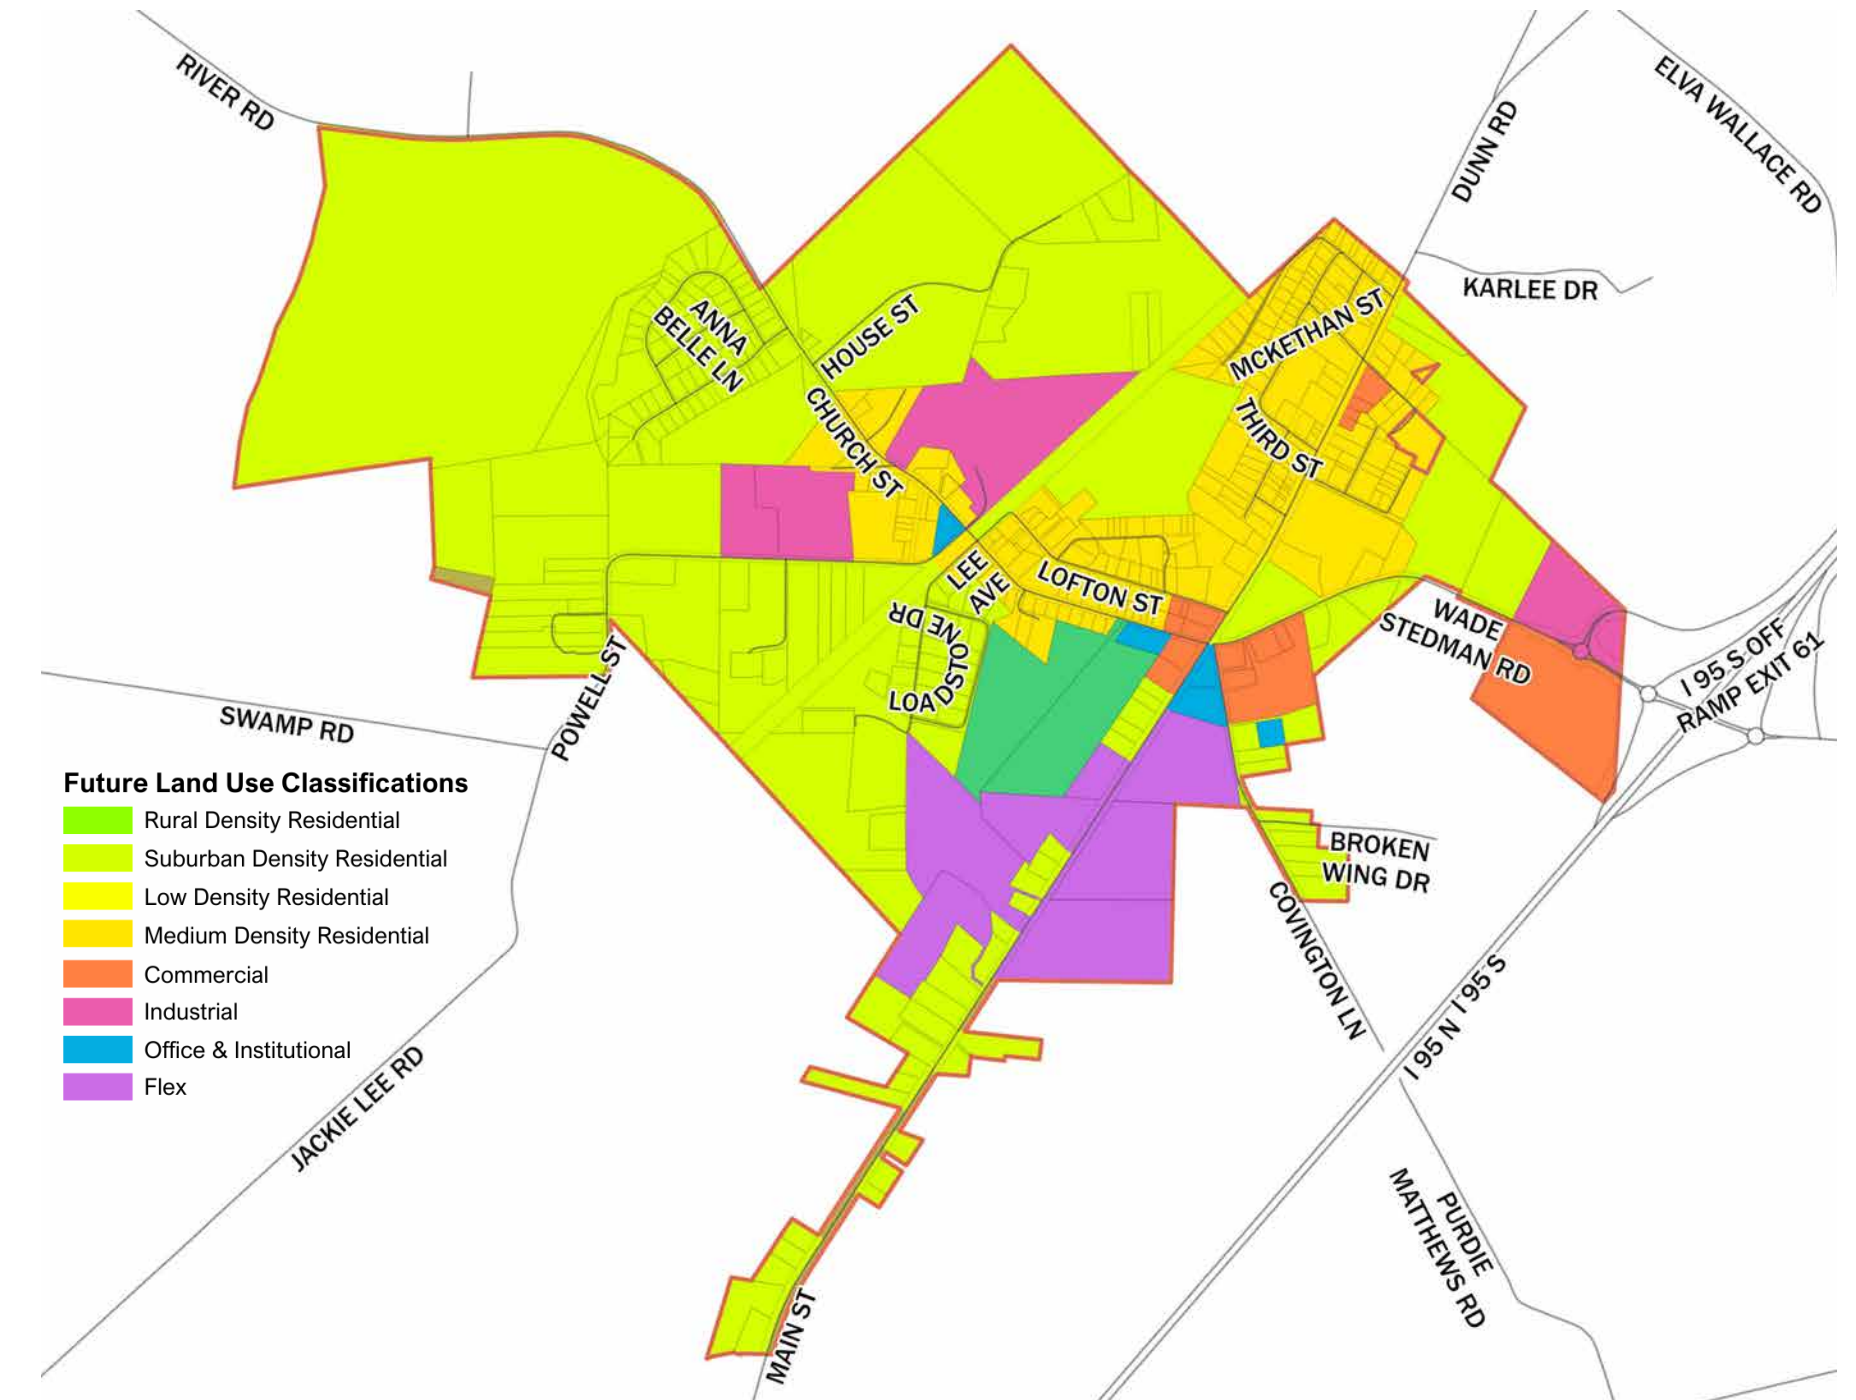 RIVER RD
ELVA WALLACE RD
DUNN RD
KARLEE DR
ANNA
BELLE LN
HOUSE ST
MCKETHAN ST
CHURCH ST
THIRD ST
LEE
AVE
LOFTON ST
LOADSTONE DR
WADE
STEDMAN RD
I 95 S OFF
RAMP EXIT 61
SWAMP RD
POWELL ST
Future Land Use Classifications
Rural Density Residential
Suburban Density Residential
Low Density Residential
Medium Density Residential
Commercial
Industrial
Office & Institutional
Flex
BROKEN
WING DR
COVINGTON LN
I 95 N I 95 S
JACKIE LEE RD
PURDIE
MATTHEWS RD
MAIN ST